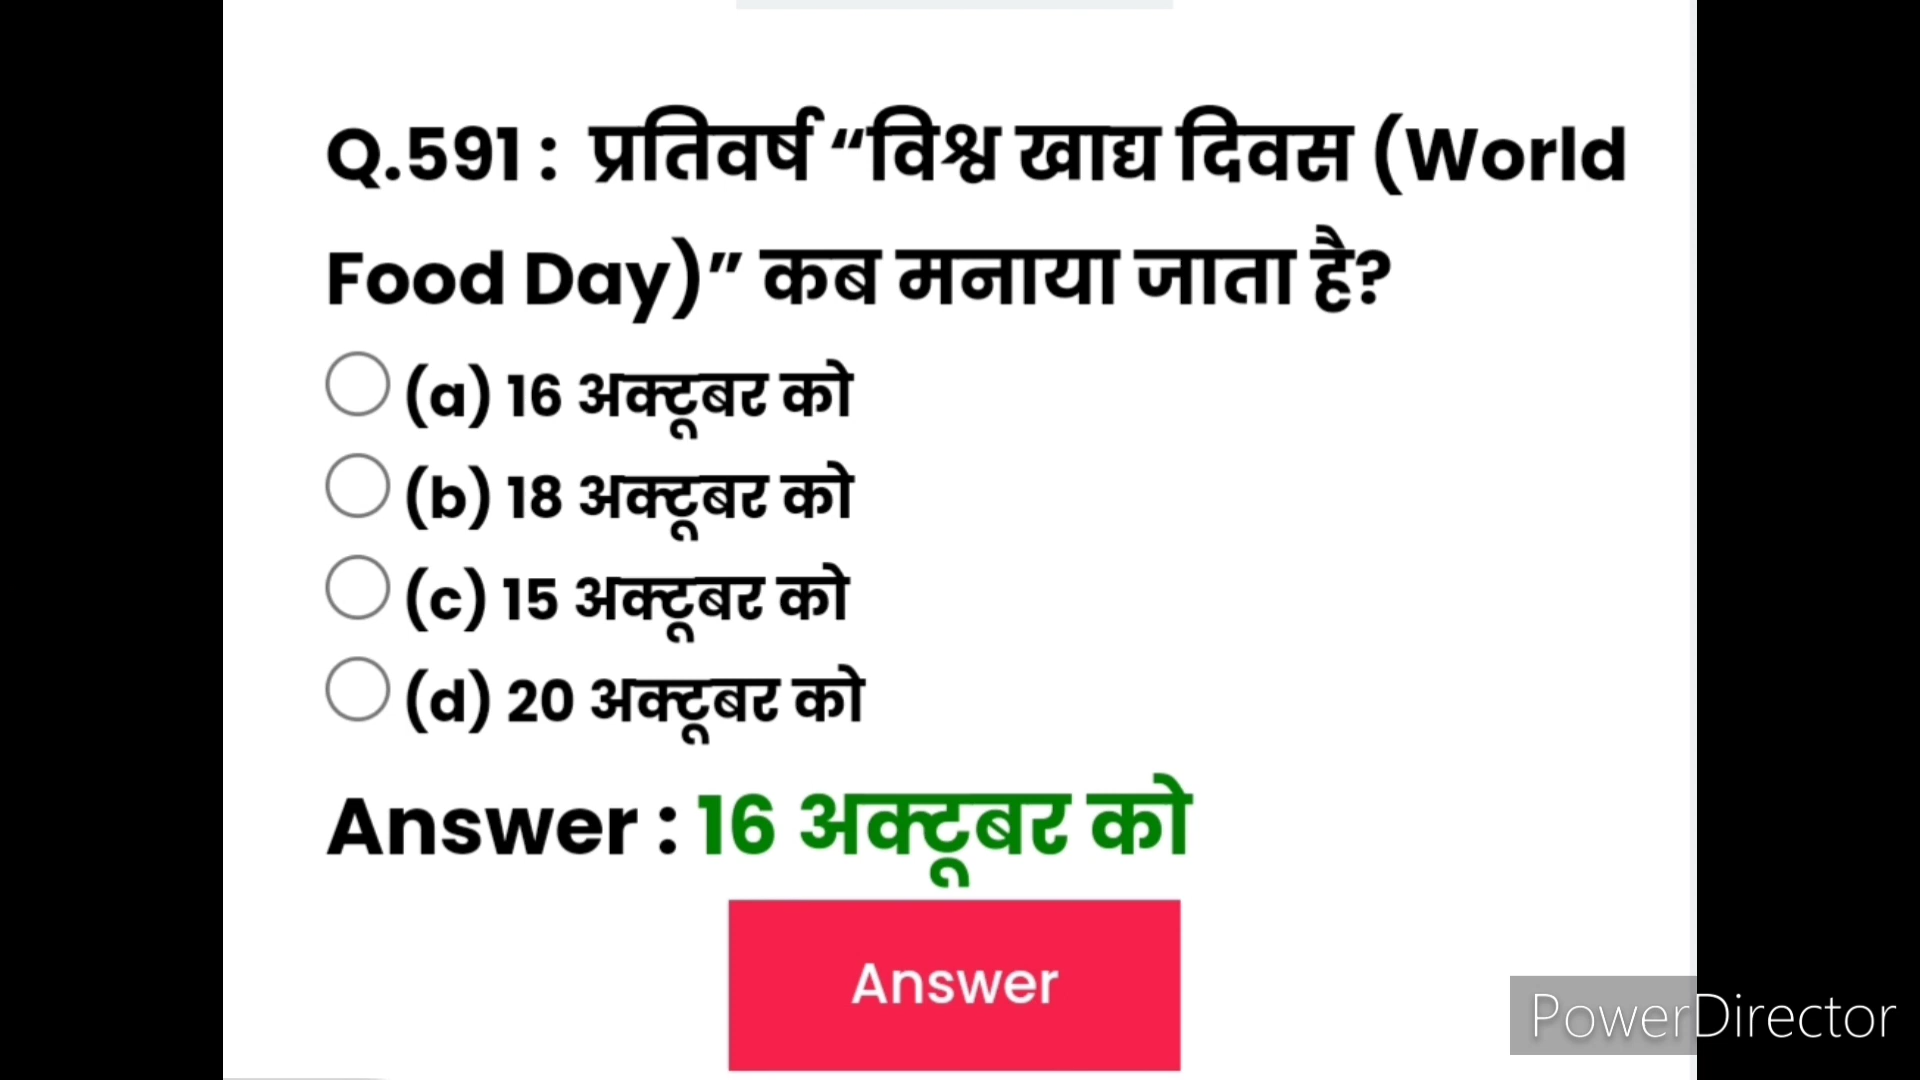 Q.591 : प्रतिवर्ष “विश्व खाद्य दिवस (World
Food Day)” कब मनाया जाता है?
(a) 16 अक्टूबर को
(b) 18 अक्टूबर को
(c) 15 अक्टूबर को
(d) 20 अक्टूबर को
Answer : 16 अक्टूबर को
Answer
PowerDirector